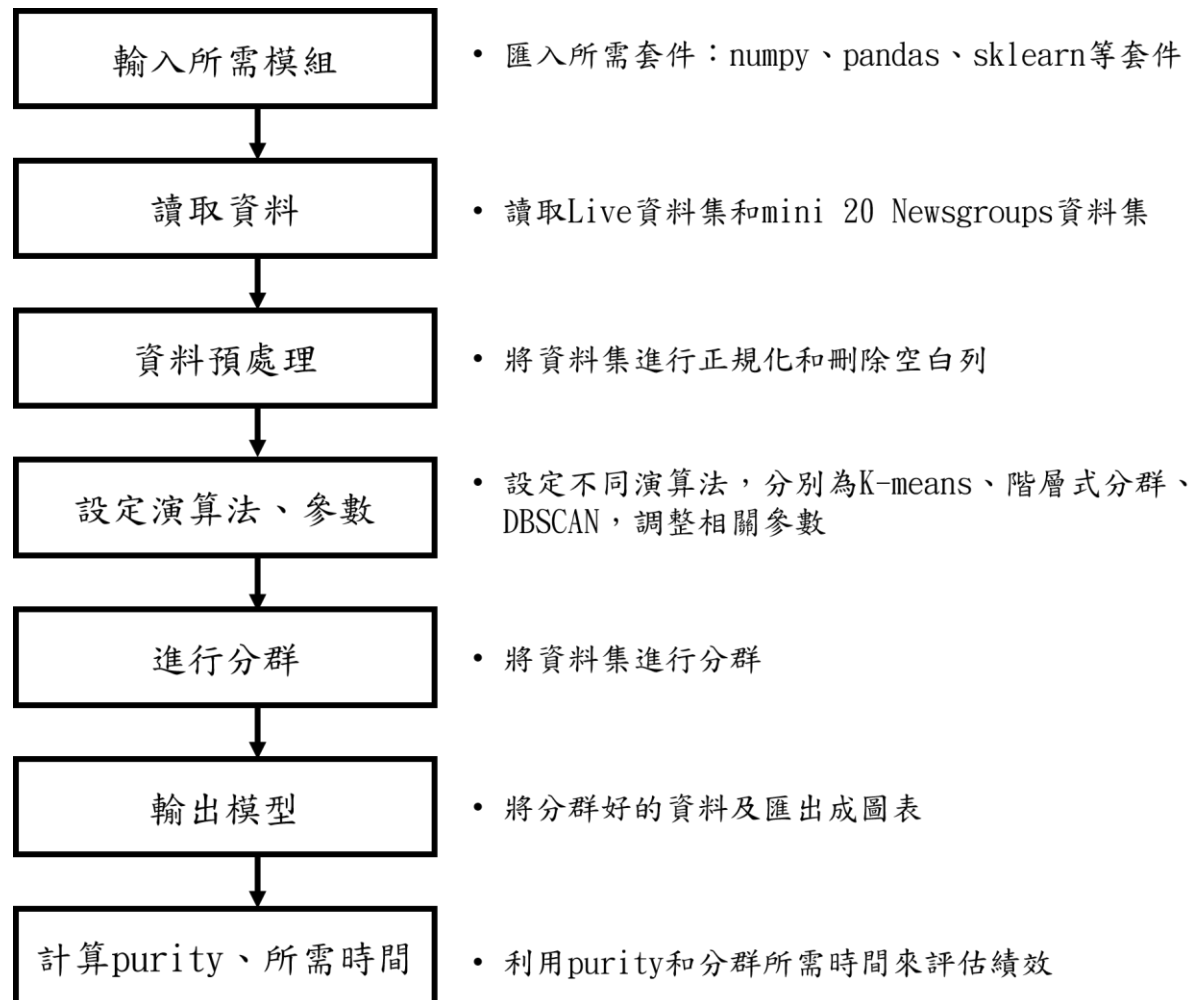 輸入所需模組
• 匯入所需套件：numpy、pandas、sklearn等套件
讀取資料
• 讀取Live資料集和mini 20 Newsgroups資料集
資料預處理
• 將資料集進行正規化和刪除空白列
設定演算法、參數
• 設定不同演算法，分別為K-means、階層式分群、
DBSCAN，調整相關參數
進行分群
• 將資料集進行分群
輸出模型
• 將分群好的資料及匯出成圖表
計算purity、所需時間
• 利用purity和分群所需時間來評估績效